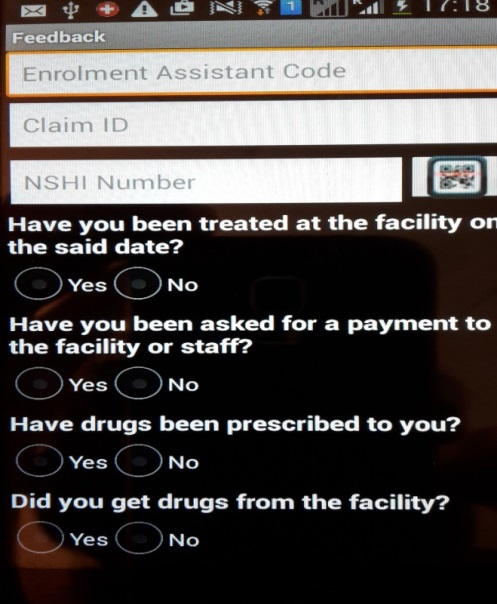 1 17:18
Feedback
Enrolment Assistant Code
Claim ID
NSHI Number
Have you been treated at the facility on
the said date?
Yes No
Have you been asked for a payment to
the facility or staff?
Yes No
Have drugs been prescribed to you?
Yes No
Did you get drugs from the facility?
Yes No